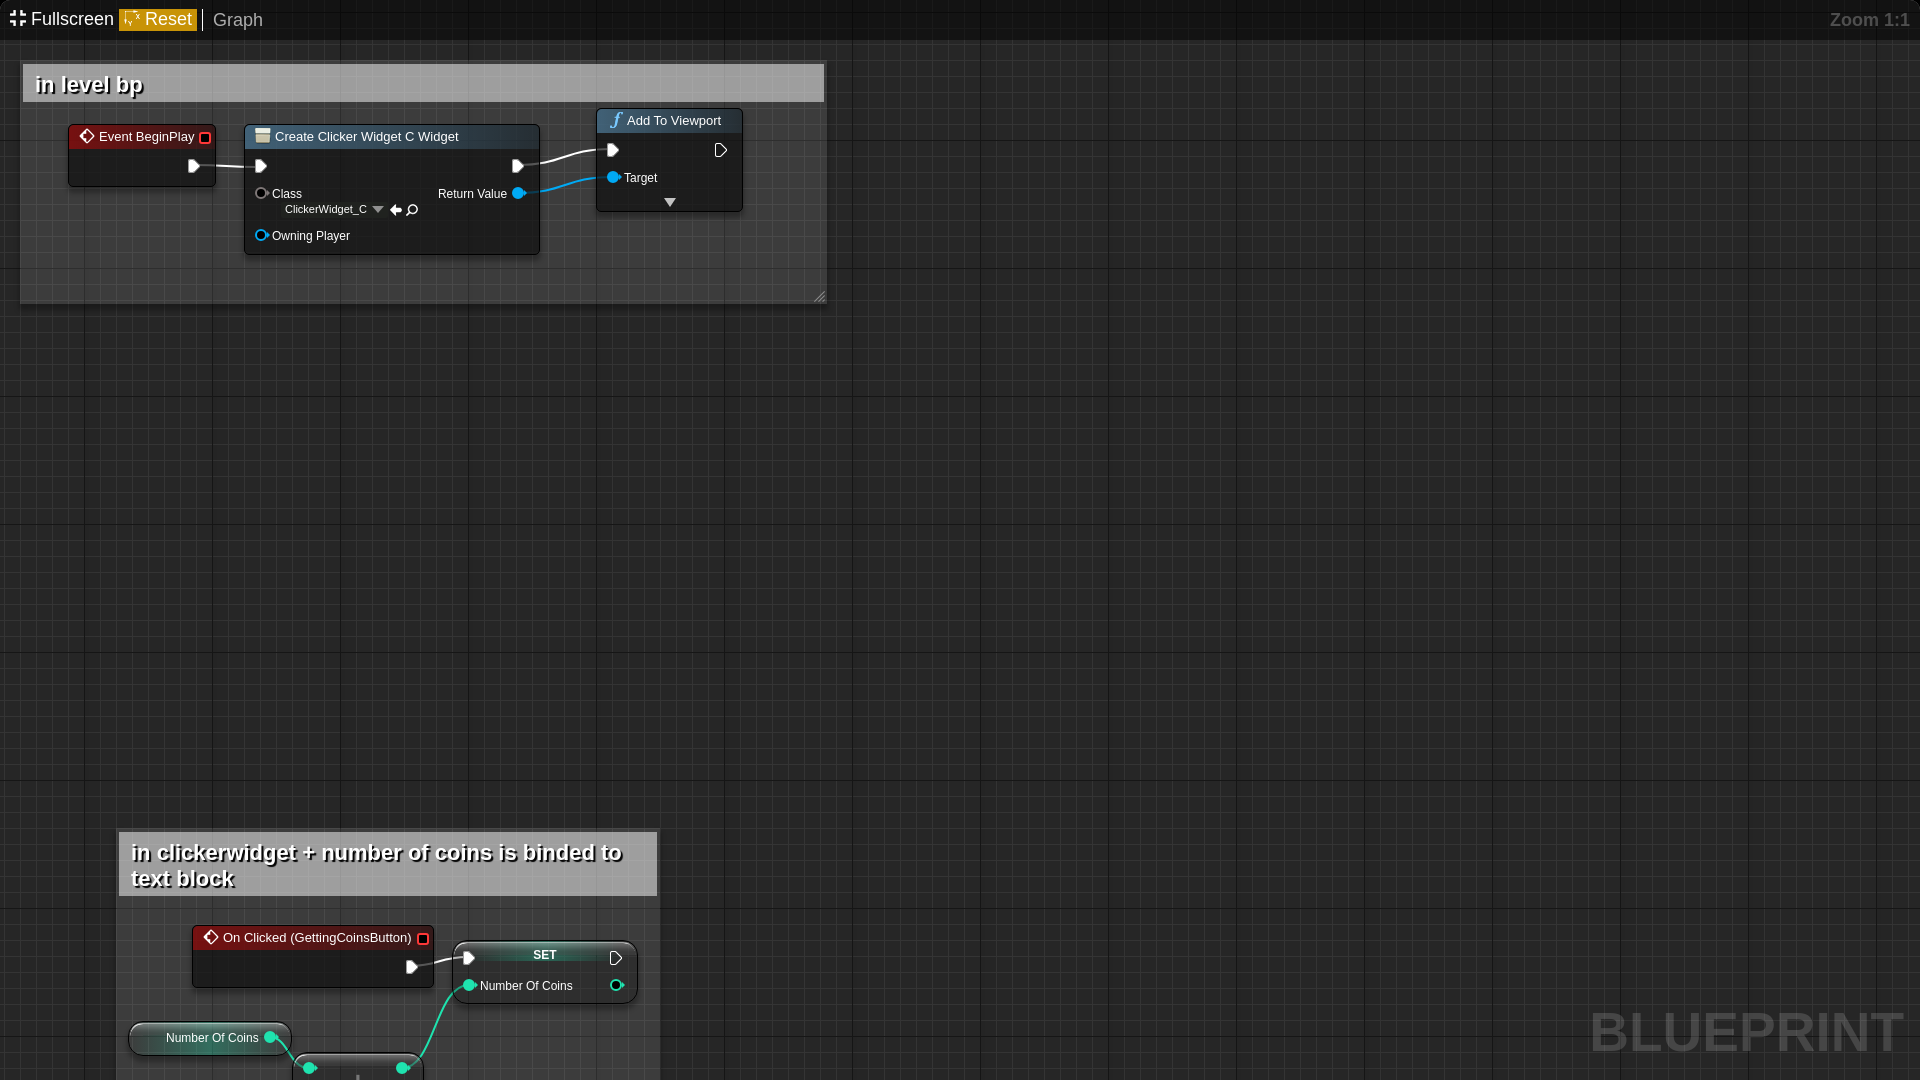 Fullscreen Reset Graph Zoom 1:1
in level bp
Event BeginPlay
Create Clicker Widget C Widget
Class
ClickerWidget_C
Return Value
Owning Player
Add To Viewport
Target
in clickerwidget + number of coins is binded to
text block
On Clicked (GettingCoinsButton)
SET
Number Of Coins
Number Of Coins
BLUEPRINT